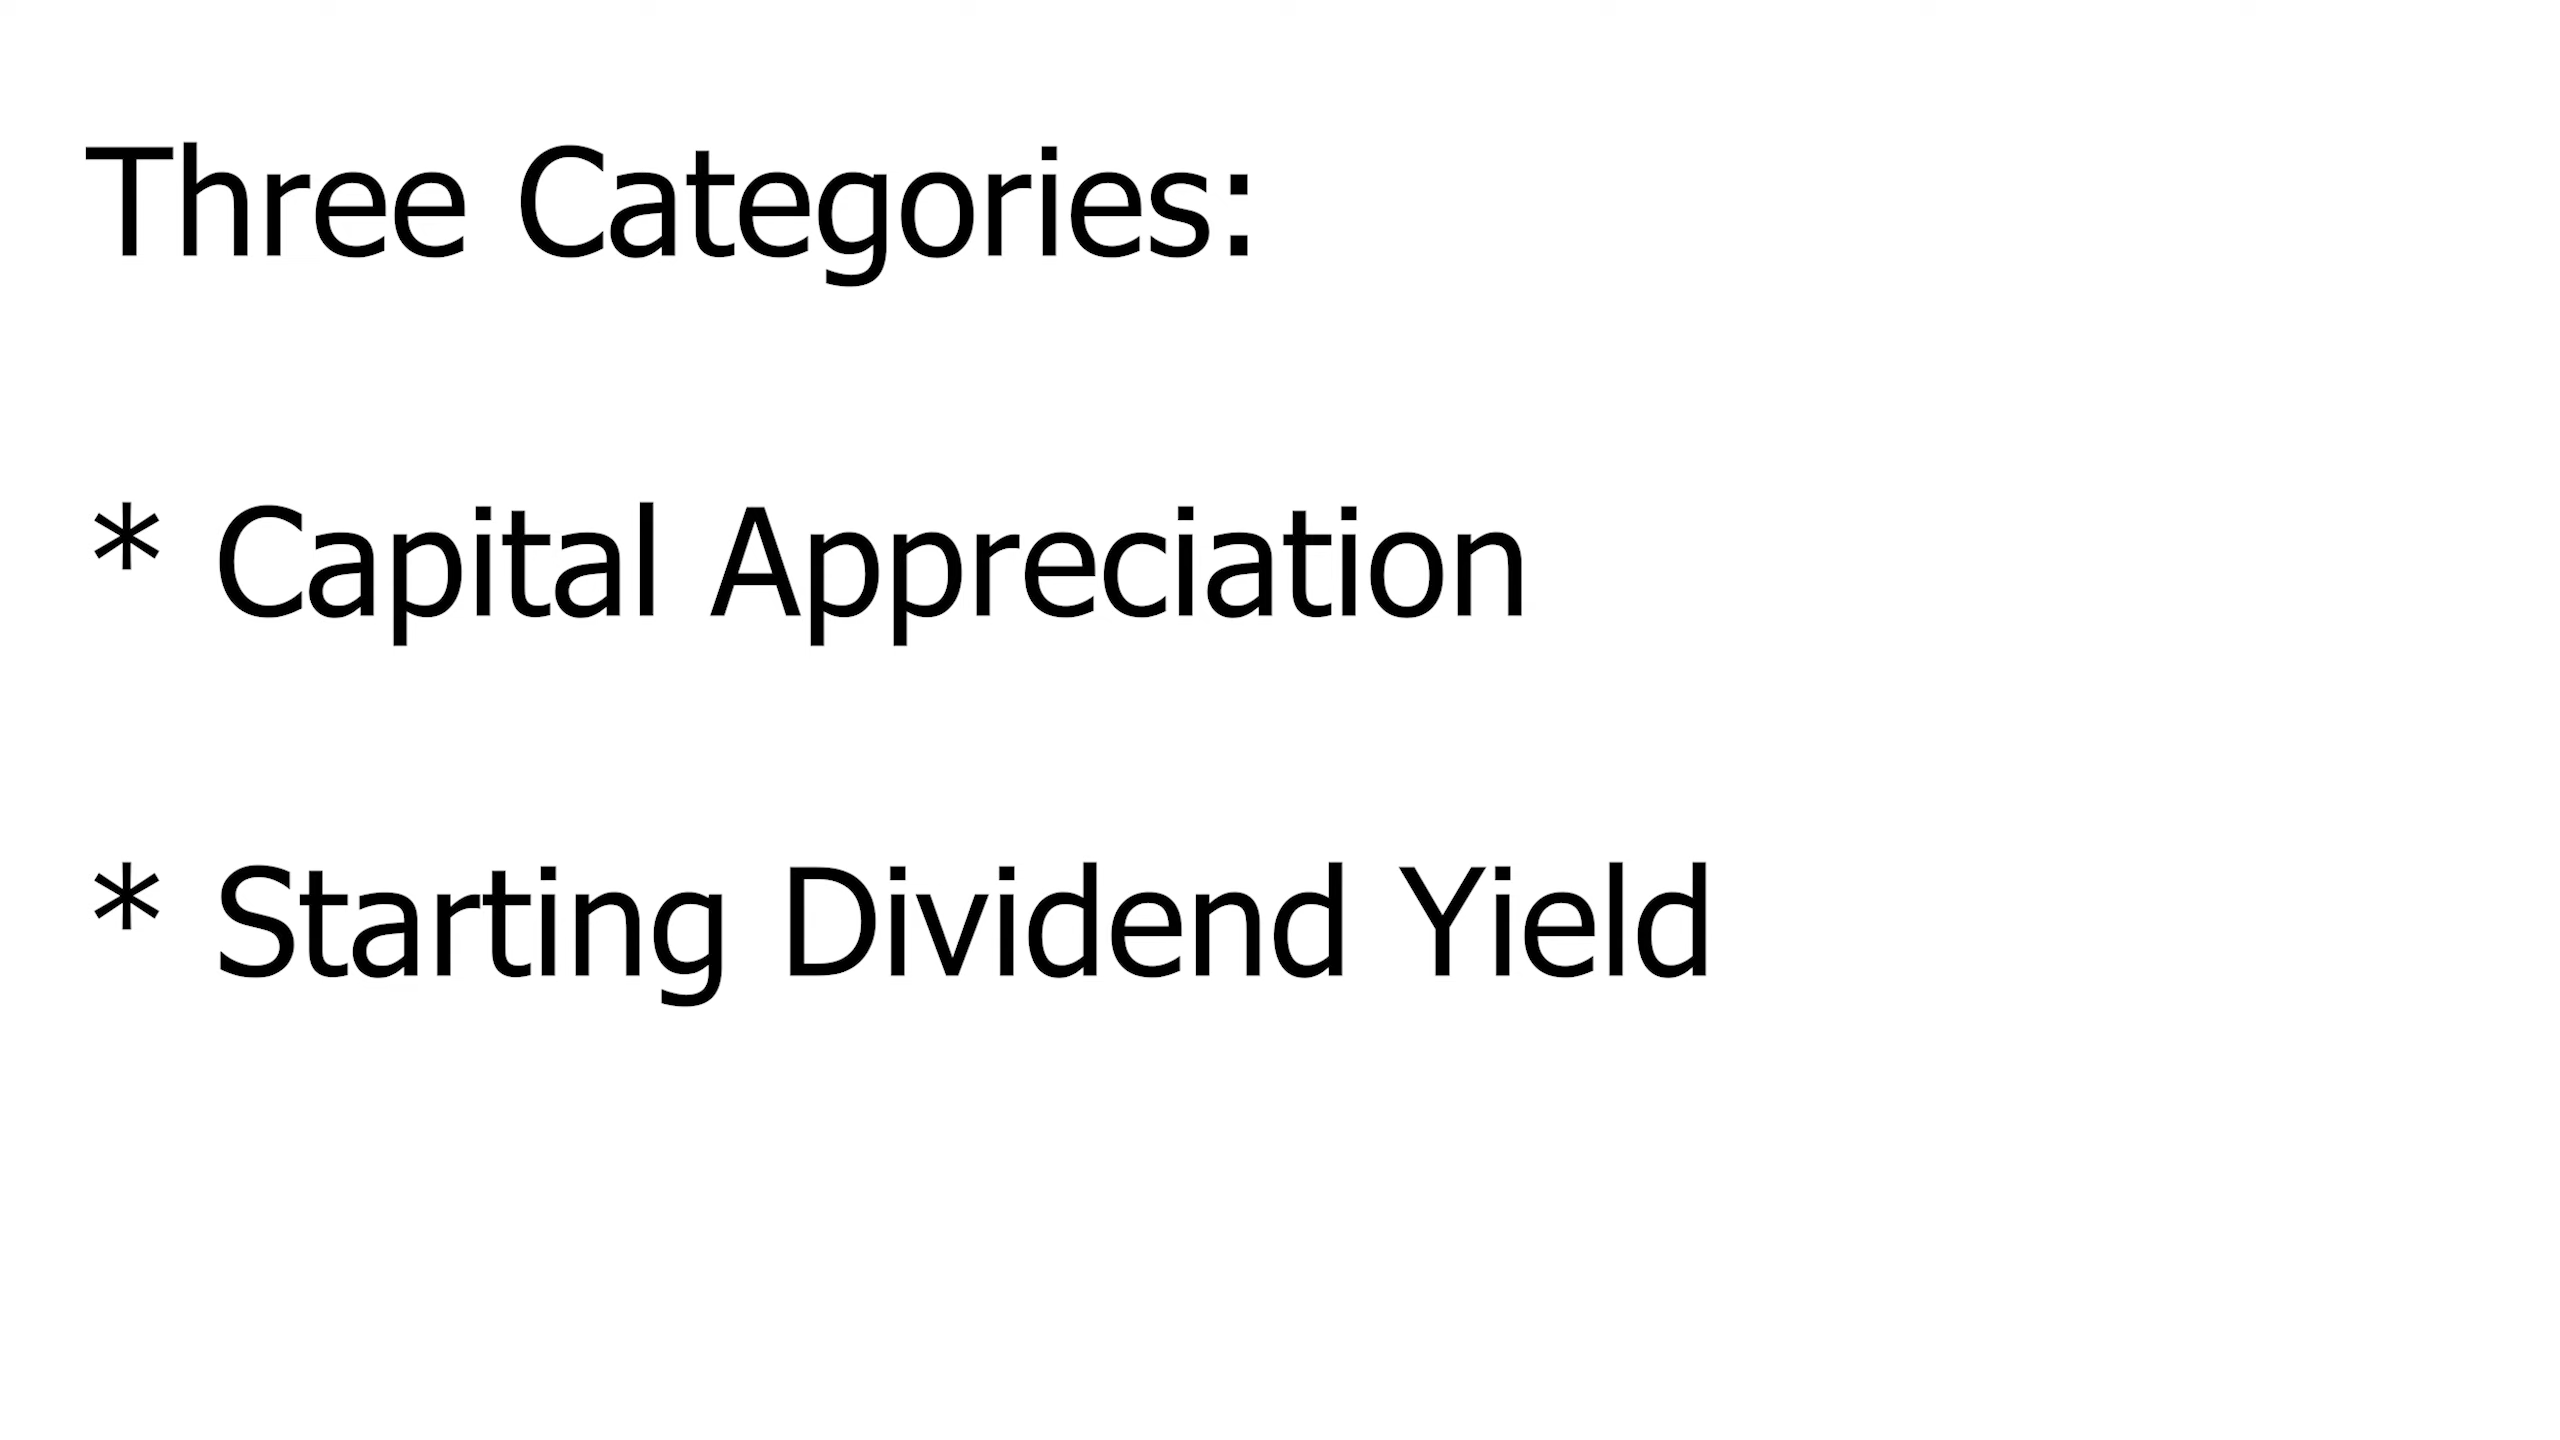 Three Categories:
* Capital Appreciation
* Starting Dividend Yield